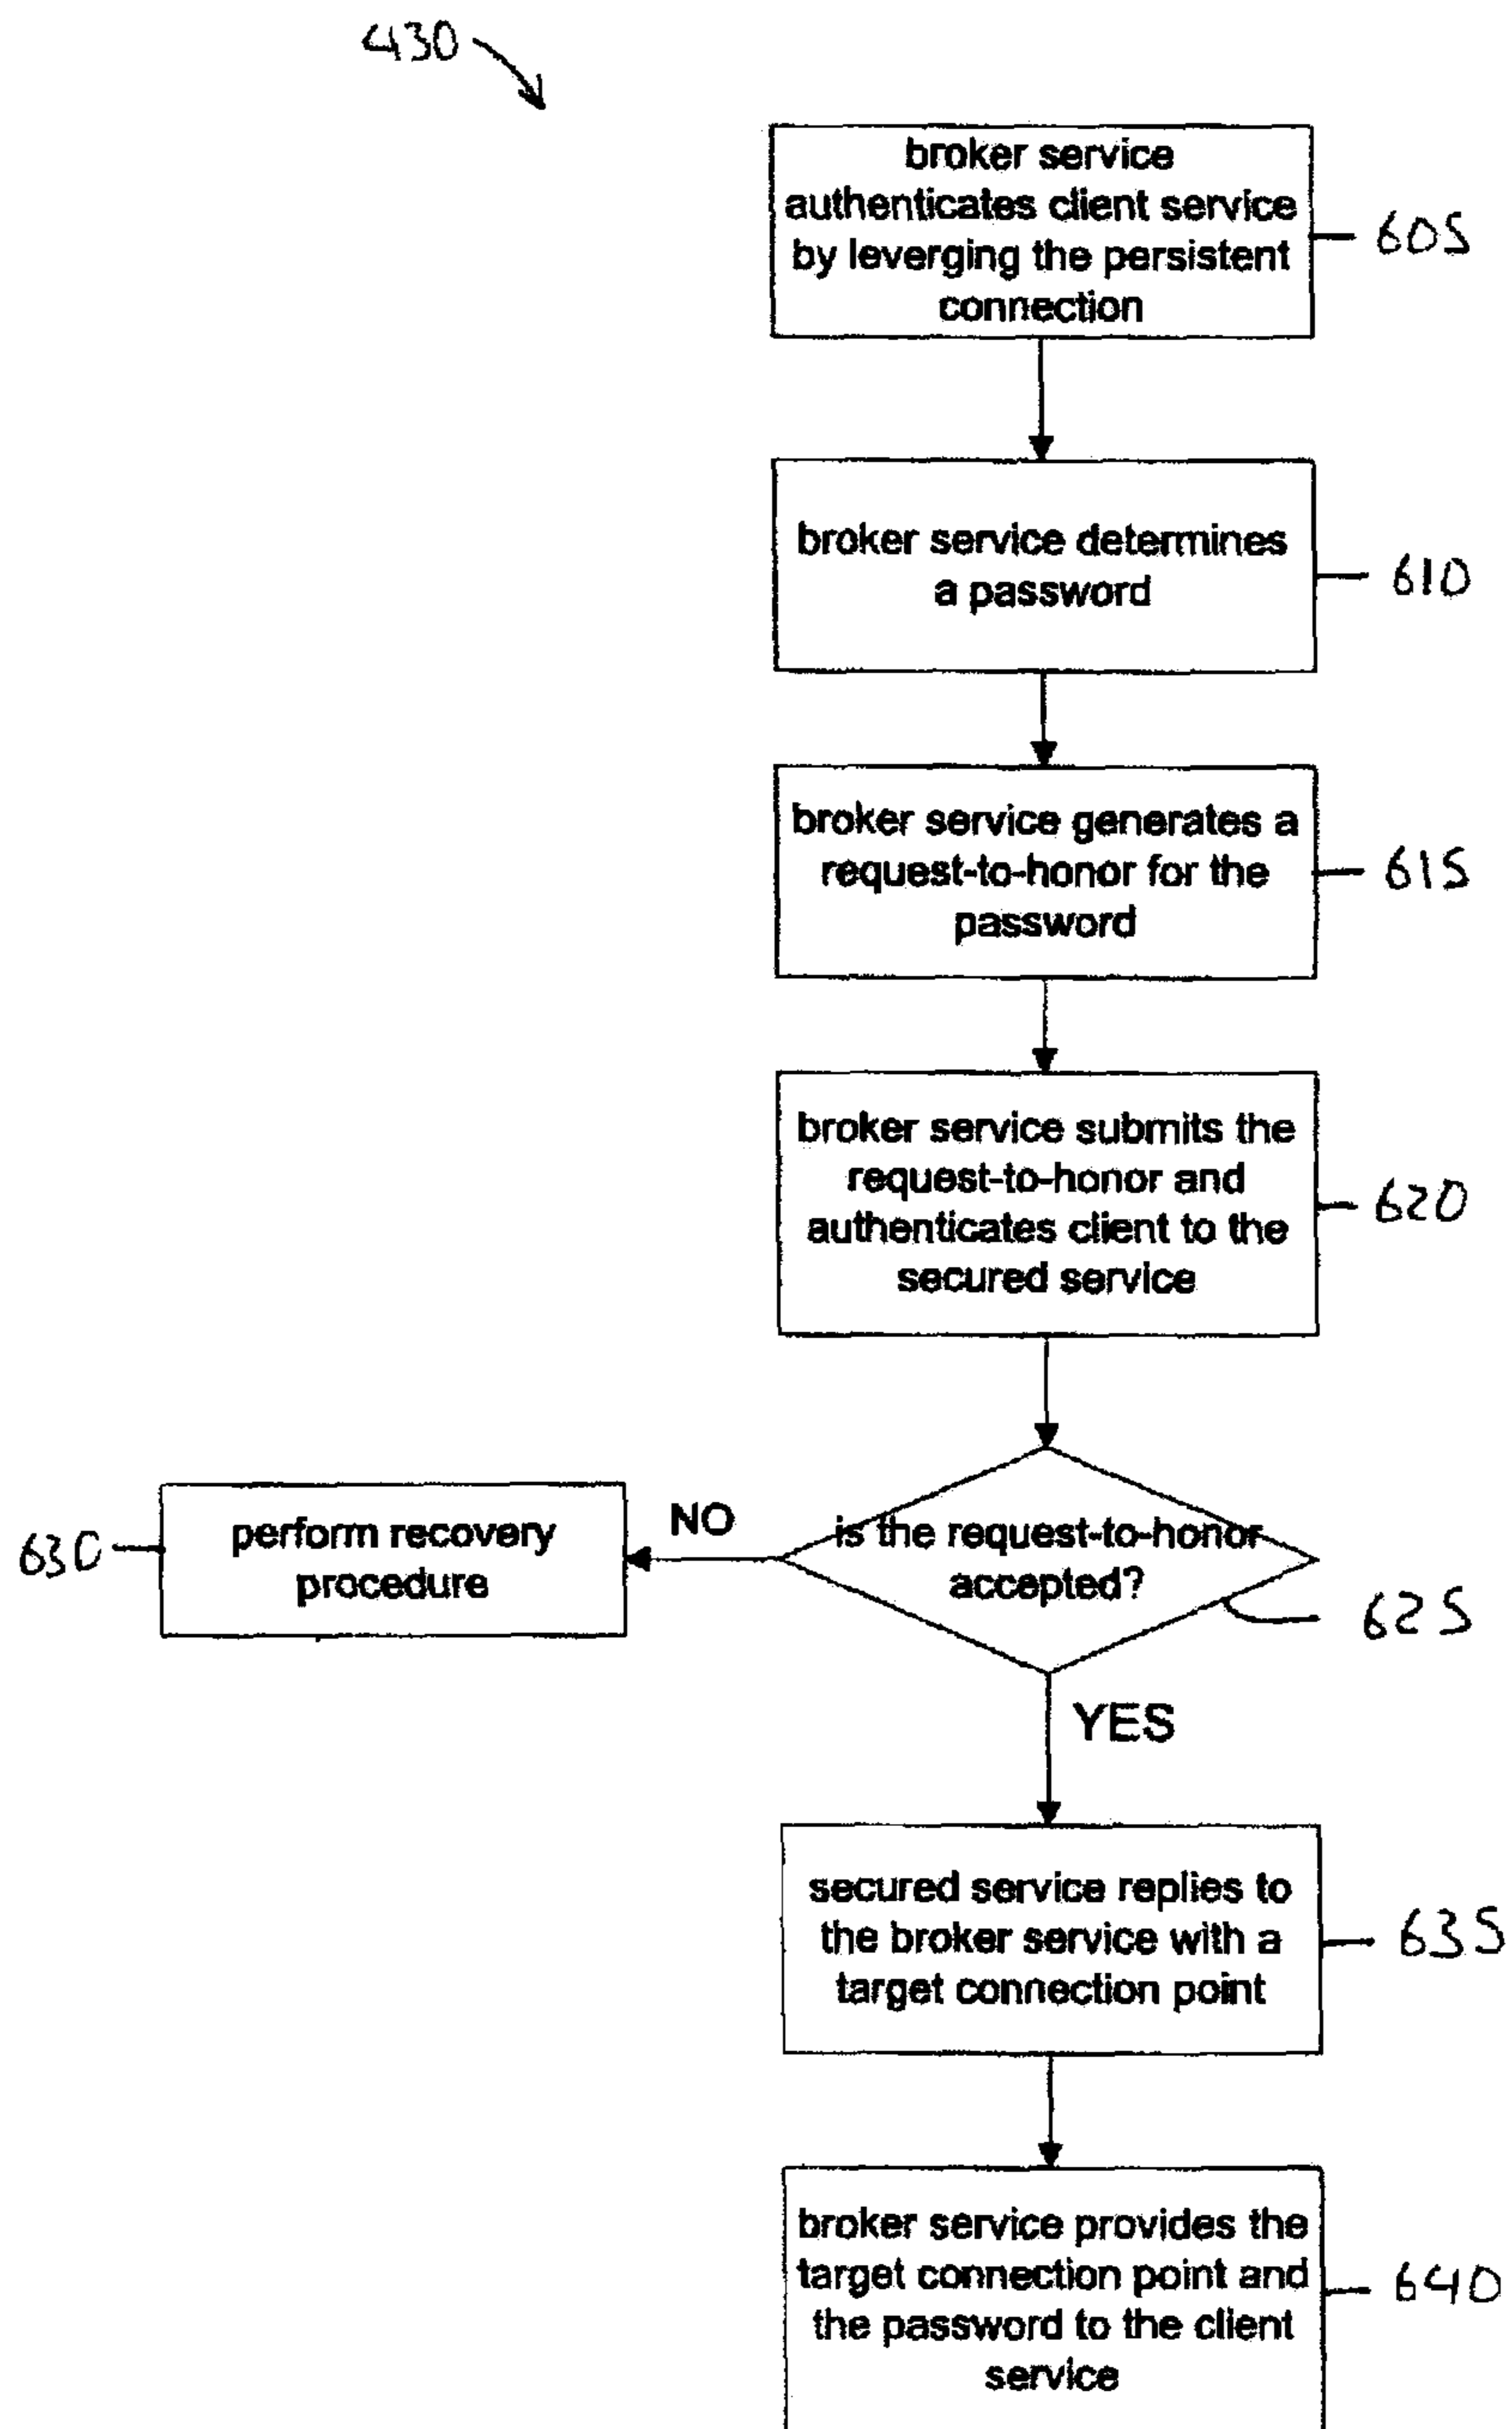 430
broker service
authenticates client service
by leverging the persistent
connection
605
broker service determines
a password
610
broker service generates a
request-to-honor for the
password
615
broker service submits the
request-to-honor and
authenticates client to the
secured service
620
is the request-to-honor
accepted?
625
NO
perform recovery
procedure
630
YES
secured service replies to
the broker service with a
target connection point
635
broker service provides the
target connection point and
the password to the client
service
640